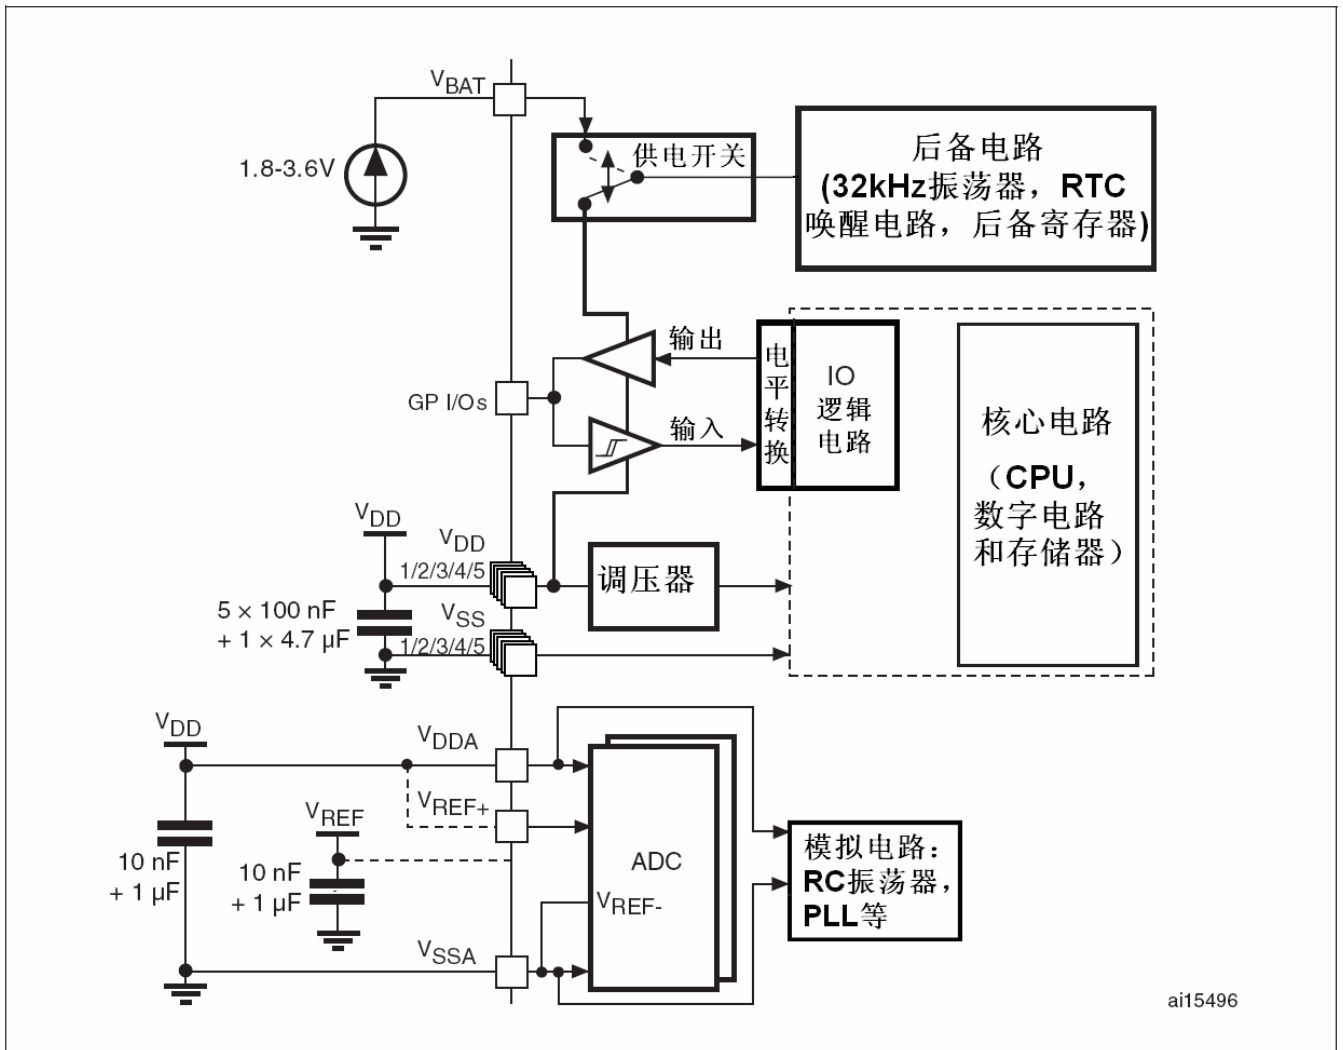 VBAT
1.8-3.6V
供电开关
后备电路
(32kHz振荡器，RTC
唤醒电路，后备寄存器)
GP I/Os
输出
输入
电平转换
IO
逻辑
电路
核心电路
（CPU，
数字电路
和存储器）
VDD
VDD
1/2/3/4/5
5 × 100 nF
+ 1 × 4.7 µF
VSS
1/2/3/4/5
调压器
VDD
VDDA
VREF+
VREF
10 nF
+ 1 µF
10 nF
+ 1 µF
ADC
VREF-
VSSA
模拟电路：
RC振荡器，
PLL等
ai15496